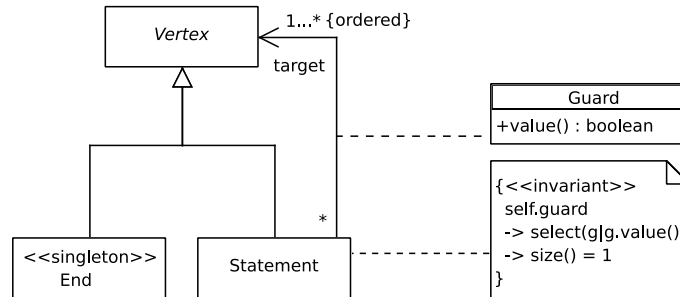 Vertex
1...* {ordered}
target
Guard
+value() : boolean
{<<invariant>>
self.guard
-> select(g|g.value()
-> size() = 1
}
*
<<singleton>>
End
Statement